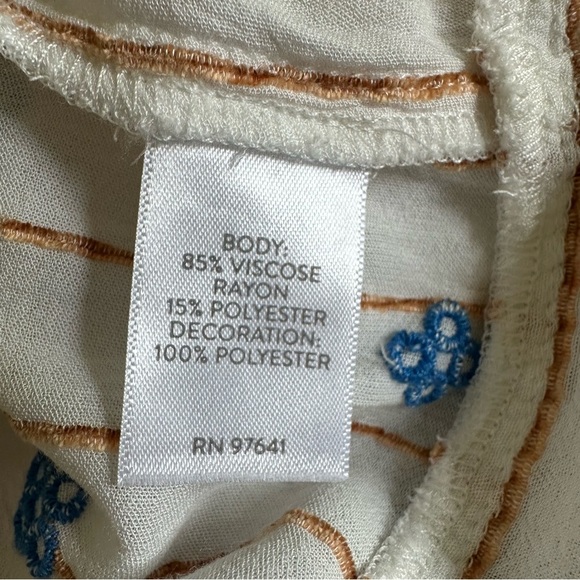 BODY:
85% VISCOSE
RAYON
15% POLYESTER
DECORATION:
100% POLYESTER
RN 97641